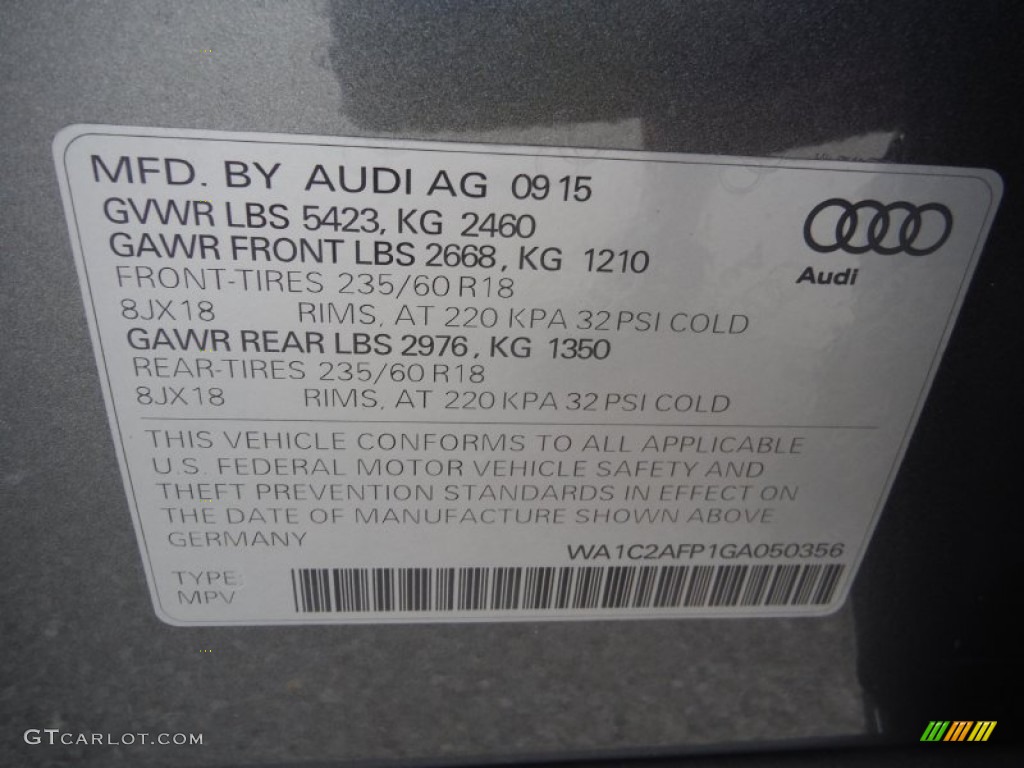 MFD. BY AUDI AG 09 15
GVWR LBS 5423, KG 2460
GAWR FRONT LBS 2668, KG 1210
FRONT-TIRES 235/60 R18
8JX18 RIMS, AT 220 KPA 32 PSI COLD
GAWR REAR LBS 2976, KG 1350
REAR-TIRES 235/60 R18
8JX18 RIMS, AT 220 KPA 32 PSI COLD
Audi
THIS VEHICLE CONFORMS TO ALL APPLICABLE
U.S. FEDERAL MOTOR VEHICLE SAFETY AND
THEFT PREVENTION STANDARDS IN EFFECT ON
THE DATE OF MANUFACTURE SHOWN ABOVE
GERMANY
WA1C2AFP1GA050356
TYPE:
MPV
GTCARLOT.COM